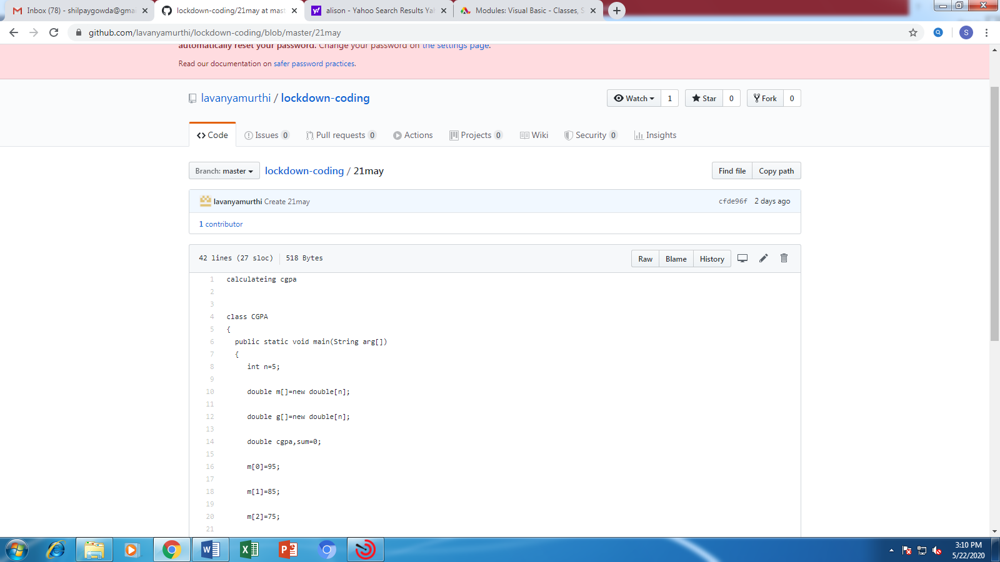 Inbox (78) - shilpaygowda@gma
lockdown-coding/21may at mast
alison - Yahoo Search Results Yah
Modules: Visual Basic - Classes, S
github.com/lavanyamurthi/lockdown-coding/blob/master/21may
S
automatically reset your password. Change your password on the settings page.
Read our documentation on safer password practices.
lavanyamurthi / lockdown-coding
Watch 1 Star 0 Fork 0
Code Issues 0 Pull requests 0 Actions Projects 0 Wiki Security 0 Insights
Branch: master lockdown-coding / 21may Find file Copy path
lavanyamurthi Create 21may cfde96f 2 days ago
1 contributor
42 lines (27 sloc) 518 Bytes Raw Blame History
1 calculateing cgpa
2
3
4 class CGPA
5 {
6 public static void main(String arg[])
7 {
8 int n=5;
9
10 double m[]=new double[n];
11
12 double g[]=new double[n];
13
14 double cgpa,sum=0;
15
16 m[0]=95;
17
18 m[1]=85;
19
20 m[2]=75;
21
3:10 PM
5/22/2020